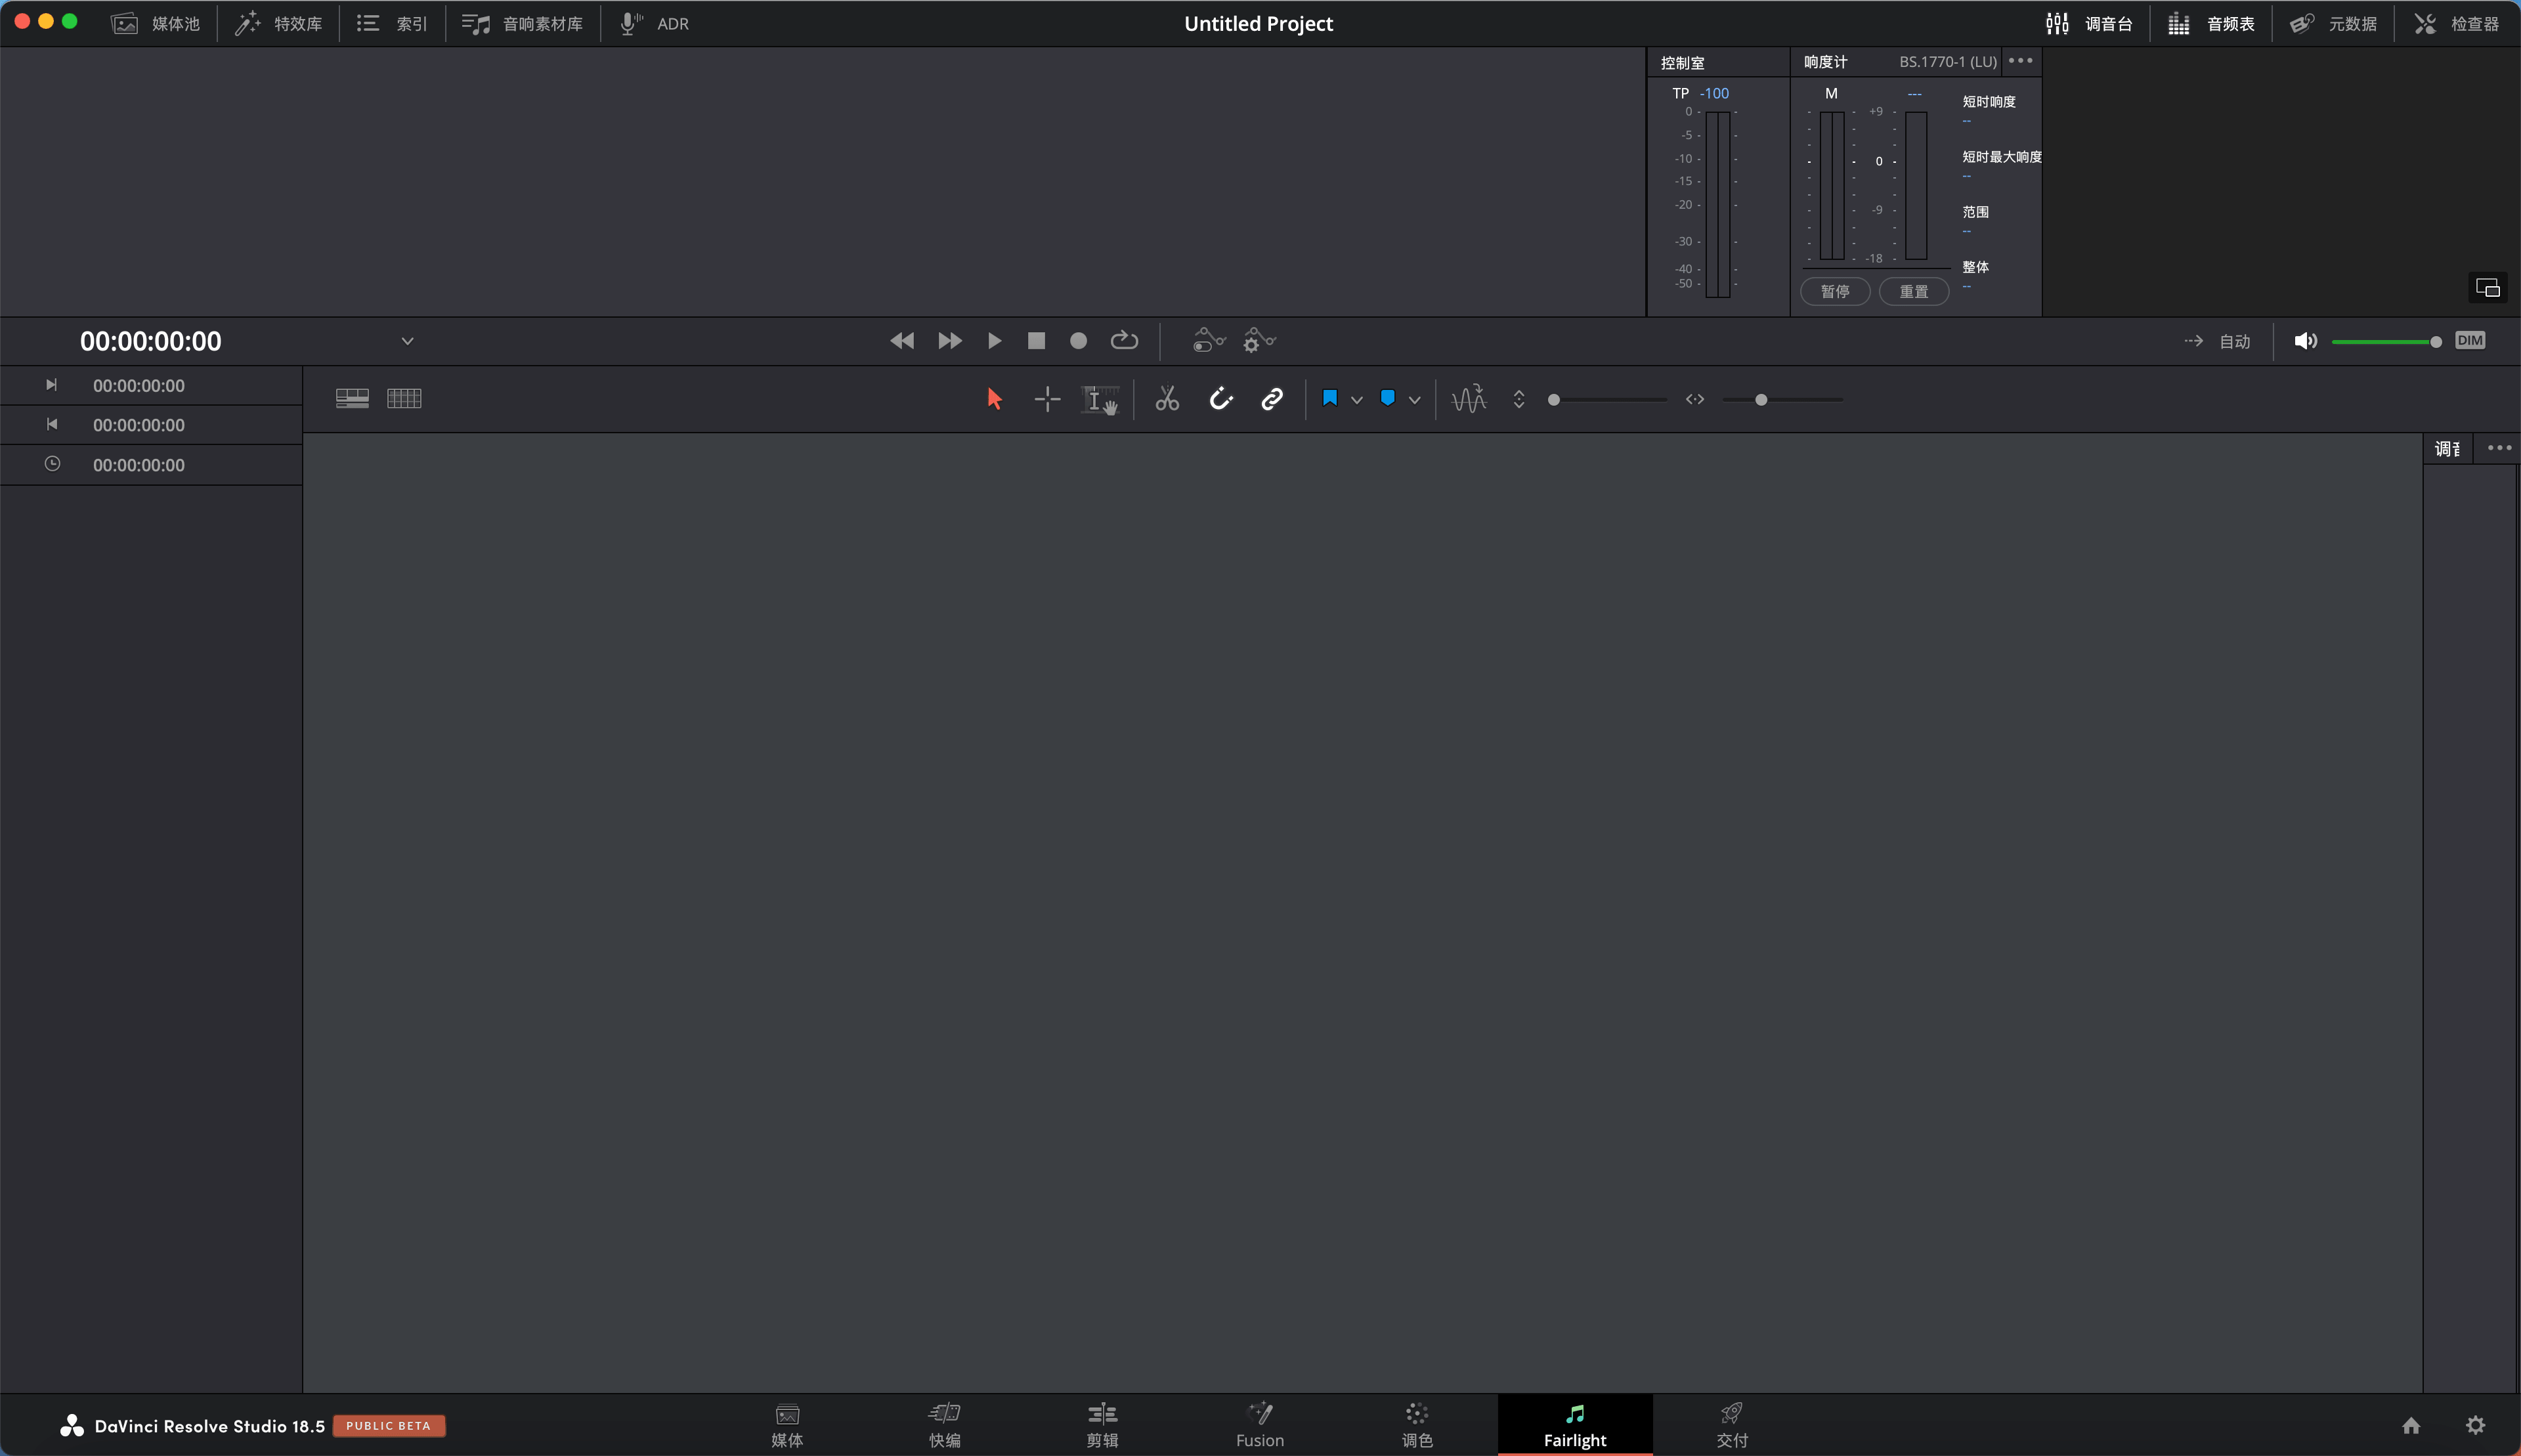 媒体池 特效库 索引 音响素材库 ADR Untitled Project 调音台 音频表 元数据 检查器
控制室 响度计 BS.1770-1 (LU)
TP -100 M ---
0 -5 -10 -15 -20 -30 -40 -50
+9 0 -9 -18
短时响度
--
短时最大响度
--
范围
--
整体
--
暂停 重置
00:00:00:00 自动 DIM
00:00:00:00
00:00:00:00
00:00:00:00
调音
DaVinci Resolve Studio 18.5 PUBLIC BETA
媒体 快编 剪辑 Fusion 调色 Fairlight 交付